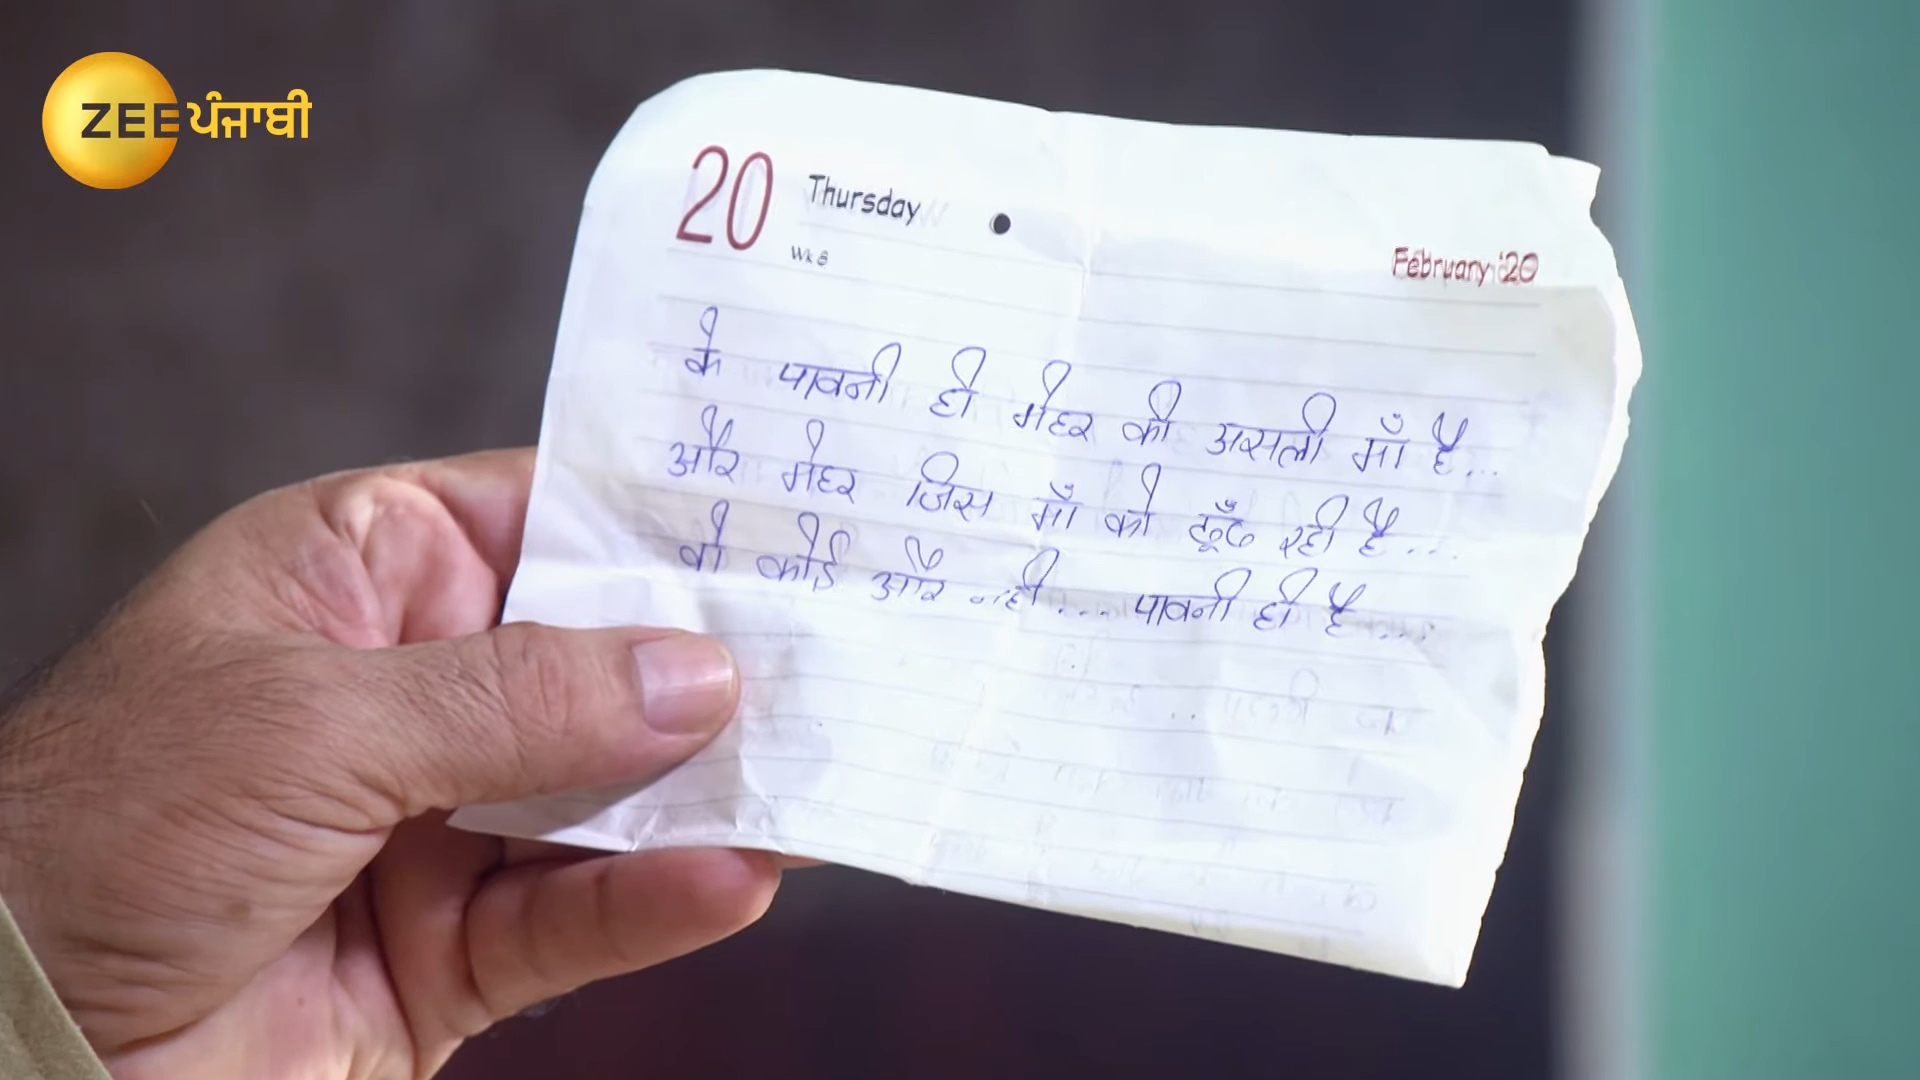 ZEE ਪੰਜਾਬੀ
20 Thursday
Wk 8
February '20
के पावनी ही मेहर की असली माँ है...
और मेहर जिस माँ को ढूँढ रही है...
वो कोई और नही... पावनी ही है...